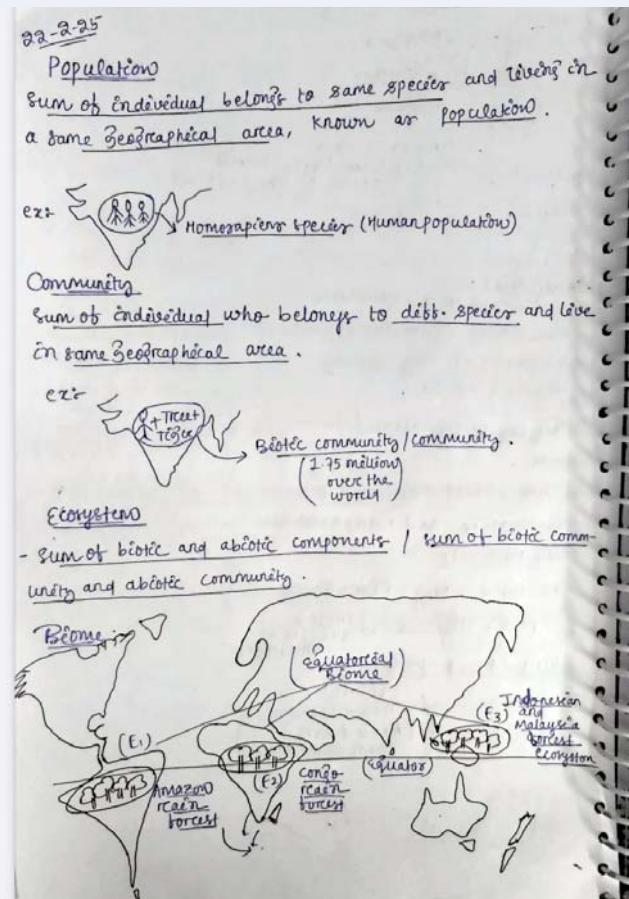 22-2-25
Population
Sum of individual belongs to same species and living in
a same geographical area, known as population.
ex:-
Homosapiens species (Human population)
Community
Sum of individual who belongs to diff. species and live
in same geographical area.
ex:-
+ Tree +
Tiger
Biotic community / community.
(1.75 million
over the
world)
Ecosystem
- sum of biotic and abiotic components / sum of biotic comm-
unity and abiotic community.
Biome
(Equatorial
Biome)
(E1)
(E2)
(E3)
Indonesian
and
Malaysia
forest
ecosystem
Amazon
rain
forest
Congo
rain
forest
(Equator)